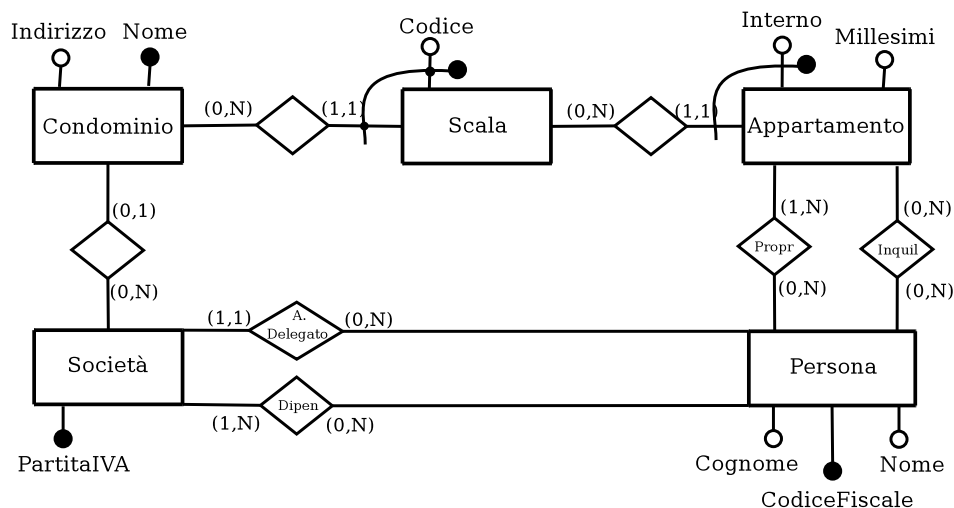 Indirizzo Nome Codice Interno Millesimi
(0,N) (1,1) (0,N) (1,1)
Condominio Scala Appartamento
(0,1) (1,N) (0,N)
Propr Inquil
(0,N) (0,N) (0,N)
(1,1) A. Delegato (0,N)
Società Persona
(1,N) Dipen (0,N)
PartitaIVA Cognome Nome
CodiceFiscale